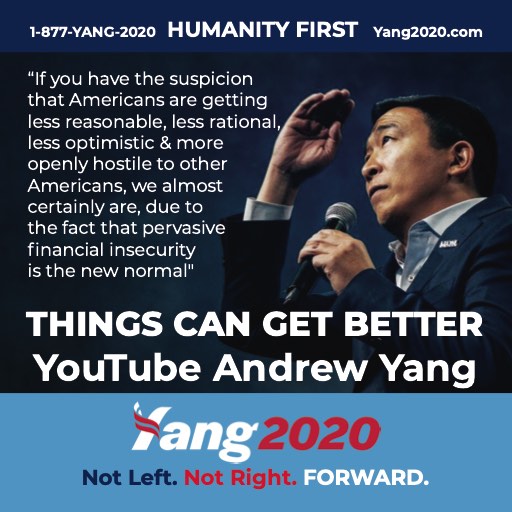 1-877-YANG-2020 HUMANITY FIRST Yang2020.com
“If you have the suspicion
that Americans are getting
less reasonable, less rational,
less optimistic & more
openly hostile to other
Americans, we almost
certainly are, due to
the fact that pervasive
financial insecurity
is the new normal"
THINGS CAN GET BETTER
YouTube Andrew Yang
Yang2020
Not Left. Not Right. FORWARD.